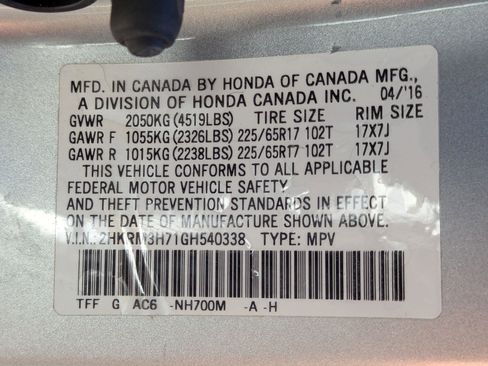 MFD. IN CANADA BY HONDA OF CANADA MFG.,
A DIVISION OF HONDA CANADA INC. 04/'16
GVWR 2050KG(4519LBS) TIRE SIZE RIM SIZE
GAWR F 1055KG(2326LBS) 225/65R17 102T 17X7J
GAWR R 1015KG(2238LBS) 225/65R17 102T 17X7J
THIS VEHICLE CONFORMS TO ALL APPLICABLE
FEDERAL MOTOR VEHICLE SAFETY
AND THEFT PREVENTION STANDARDS IN EFFECT
ON THE DATE OF MANUFACTURE SHOWN ABOVE.
V.I.N.:2HKRM3H71GH540338 TYPE: MPV
TFF G AC6 -NH700M -A-H